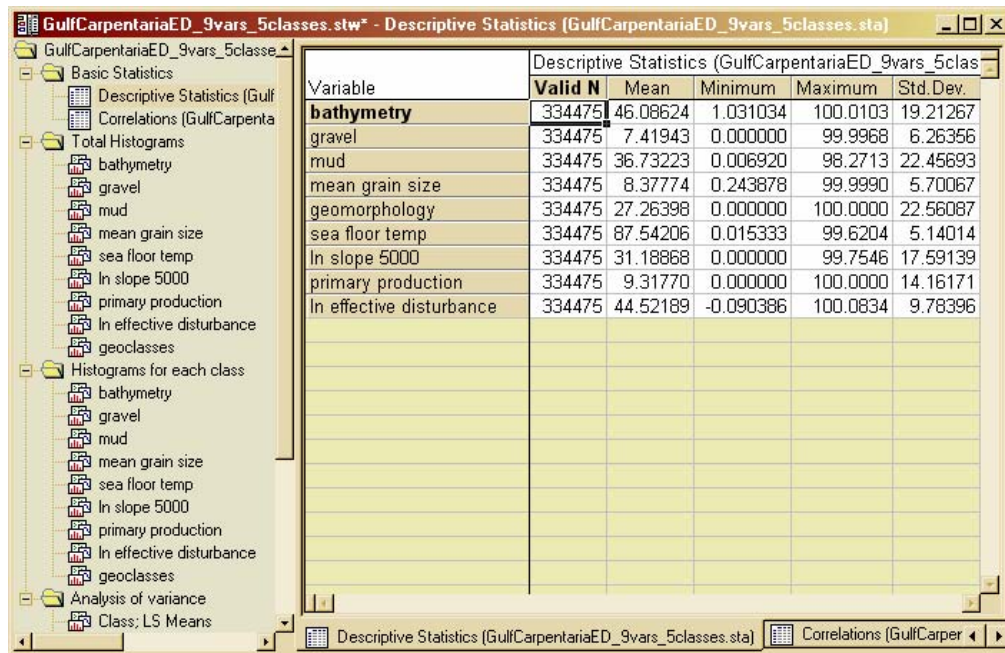 GulfCarpentariaED_9vars_5classes.stw* - Descriptive Statistics (GulfCarpentariaED_9vars_5classes.sta)
GulfCarpentariaED_9vars_5classe
Basic Statistics
Descriptive Statistics (Gulf
Correlations (GulfCarpenta
Total Histograms
bathymetry
gravel
mud
mean grain size
sea floor temp
ln slope 5000
primary production
ln effective disturbance
geoclasses
Histograms for each class
bathymetry
gravel
mud
mean grain size
sea floor temp
ln slope 5000
primary production
ln effective disturbance
geoclasses
Analysis of variance
Class; LS Means
Descriptive Statistics (GulfCarpentariaED_9vars_5clas
Variable Valid N Mean Minimum Maximum Std.Dev.
bathymetry 334475 46.08624 1.031034 100.0103 19.21267
gravel 334475 7.41943 0.000000 99.9968 6.26356
mud 334475 36.73223 0.006920 98.2713 22.45693
mean grain size 334475 8.37774 0.243878 99.9990 5.70067
geomorphology 334475 27.26398 0.000000 100.0000 22.56087
sea floor temp 334475 87.54206 0.015333 99.6204 5.14014
ln slope 5000 334475 31.18868 0.000000 99.7546 17.59139
primary production 334475 9.31770 0.000000 100.0000 14.16171
ln effective disturbance 334475 44.52189 -0.090386 100.0834 9.78396
Descriptive Statistics (GulfCarpentariaED_9vars_5classes.sta) Correlations (GulfCarper